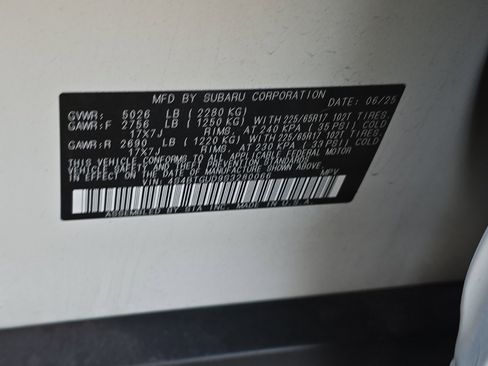 MFD BY SUBARU CORPORATION DATE: 06/25
GVWR: 5026 LB (2280 KG)
GAWR:F 2756 LB (1250 KG) WITH 225/65R17 102T TIRES.
17X7J RIMS, AT 240 KPA (35 PSI) COLD
GAWR:R 2690 LB (1220 KG) WITH 225/65R17 102T TIRES.
17X7J RIMS, AT 230 KPA (33 PSI) COLD
THIS VEHICLE CONFORMS TO ALL APPLICABLE FEDERAL MOTOR
VEHICLE SAFETY STANDARDS IN
EFFECT ON THE DATE OF MANUFACTURE SHOWN ABOVE.
VIN: MPV
ASSEMBLED BY SIA INC. MADE IN U.S.A